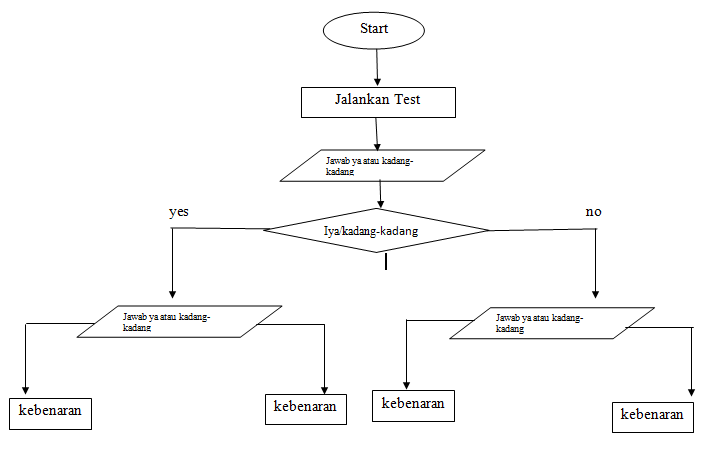 Start
Jalankan Test
Jawab ya atau kadang-
kadang
yes
no
Iya/kadang-kadang
Jawab ya atau kadang-
kadang
Jawab ya atau kadang-
kadang
kebenaran
kebenaran
kebenaran
kebenaran